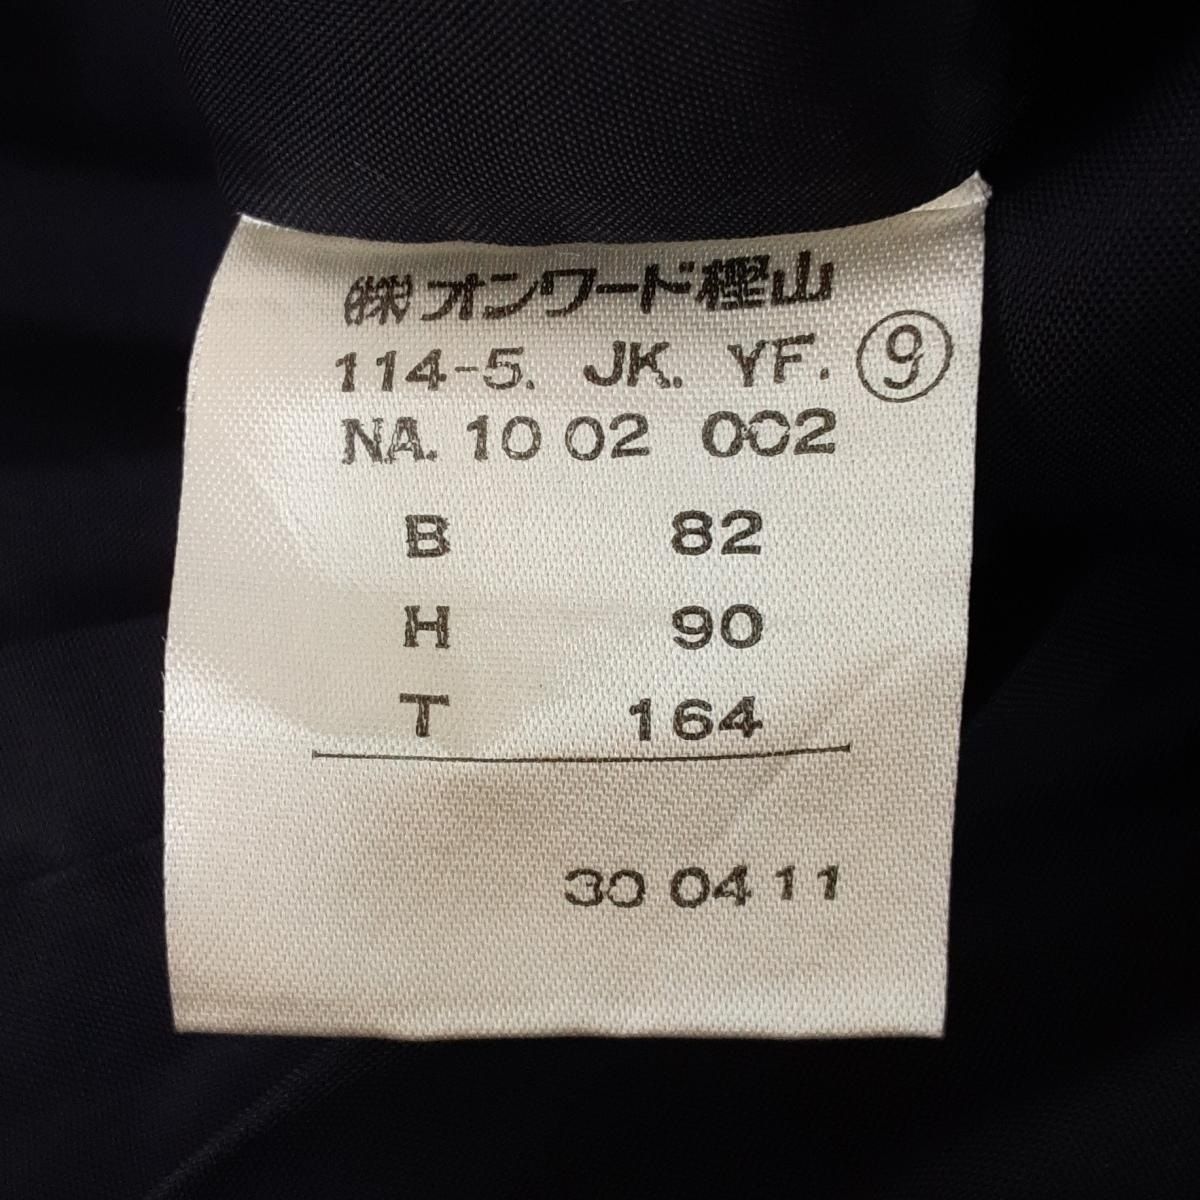 ㈱オンワード樫山
114-5. JK. YF. ⑨
NA. 10 02 002
B 82
H 90
T 164
30 04 11